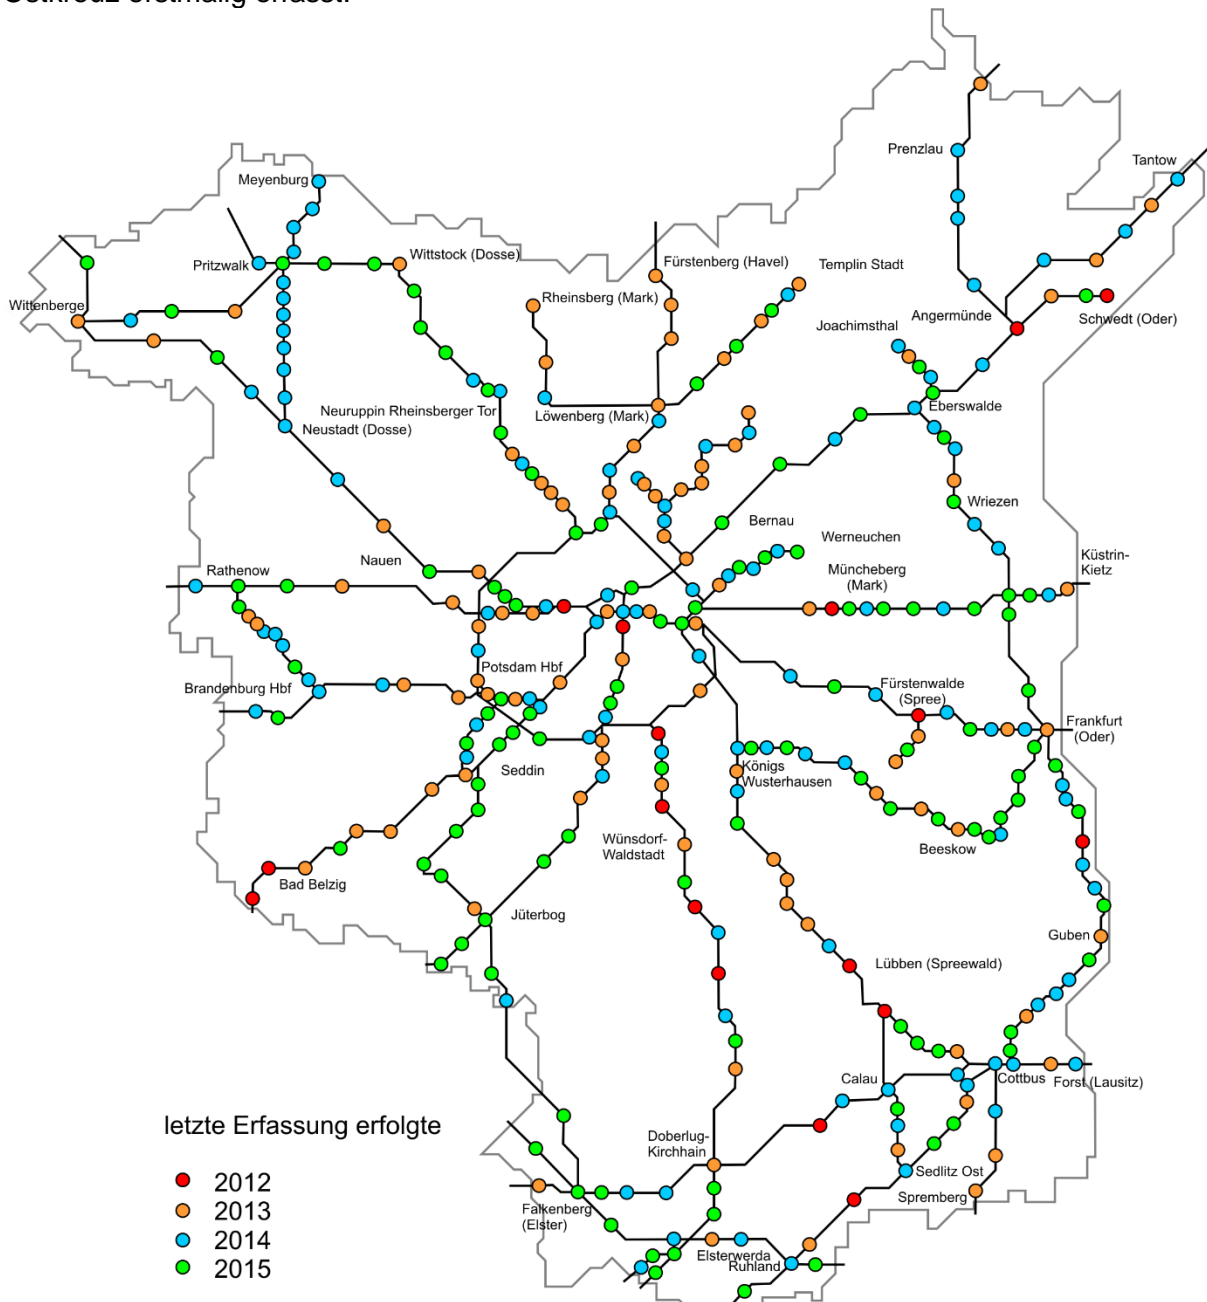 Ostkreuz erstmalig erfasst.
Prenzlau
Tantow
Meyenburg
Pritzwalk
Wittstock (Dosse)
Fürstenberg (Havel)
Templin Stadt
Wittenberge
Rheinsberg (Mark)
Angermünde
Schwedt (Oder)
Joachimsthal
Neuruppin Rheinsberger Tor
Löwenberg (Mark)
Eberswalde
Neustadt (Dosse)
Wriezen
Bernau
Werneuchen
Nauen
Müncheberg
(Mark)
Küstrin-
Kietz
Rathenow
Potsdam Hbf
Brandenburg Hbf
Fürstenwalde
(Spree)
Frankfurt
(Oder)
Seddin
Königs
Wusterhausen
Wünsdorf-
Waldstadt
Beeskow
Bad Belzig
Jüterbog
Guben
Lübben (Spreewald)
Calau
Cottbus
Forst (Lausitz)
letzte Erfassung erfolgte
2012
2013
2014
2015
Doberlug-
Kirchhain
Sedlitz Ost
Spremberg
Falkenberg
(Elster)
Elsterwerda
Ruhland